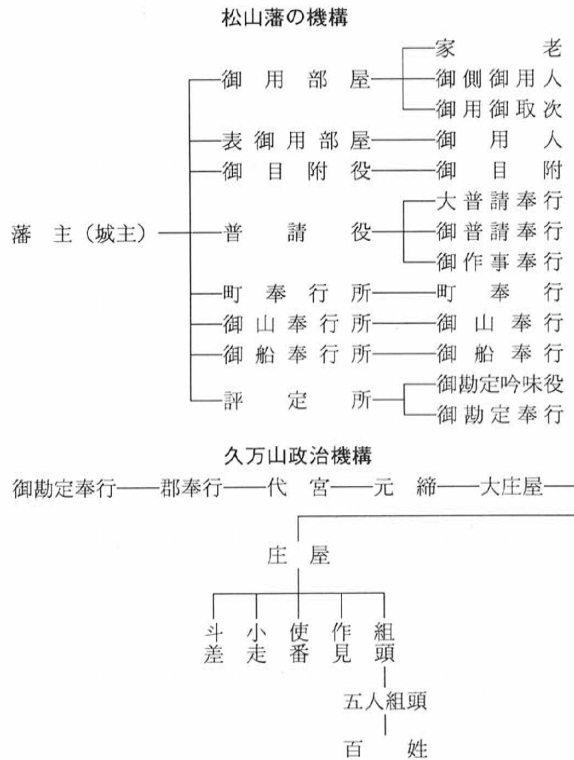 松山藩の機構
家老
御用部屋 御側御用人
御用御取次
表御用部屋 御用人
御目附役 御目附
大普請奉行
藩主（城主） 普請役 御普請奉行
御作事奉行
町奉行所 町奉行
御山奉行所 御山奉行
御船奉行所 御船奉行
御勘定吟味役
評定所
御勘定奉行
久万山政治機構
御勘定奉行 郡奉行 代宮 元締 大庄屋
庄屋
斗差 小走 使番 作見 組頭
五人組頭
百姓